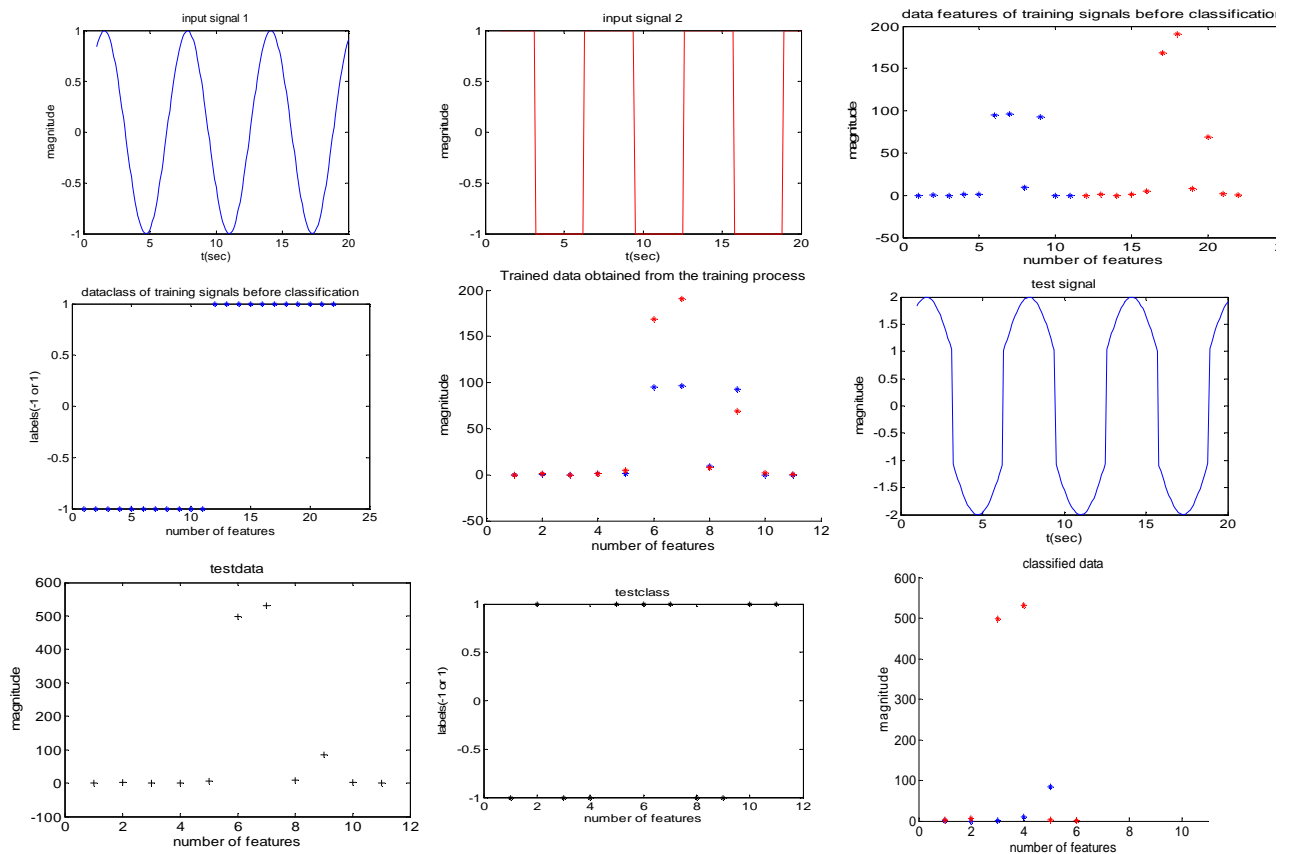 input signal 1
1
0.5
0
-0.5
-1
magnitude
0 5 10 15 20
t(sec)
input signal 2
1
0.5
0
-0.5
-1
magnitude
0 5 10 15 20
t(sec)
data features of training signals before classification
200
150
100
50
0
-50
magnitude
0 5 10 15 20
number of features
dataclass of training signals before classification
1
0.5
0
-0.5
-1
labels(-1 or 1)
0 5 10 15 20 25
number of features
Trained data obtained from the training process
200
150
100
50
0
-50
magnitude
0 2 4 6 8 10 12
number of features
test signal
2
1.5
1
0.5
0
-0.5
-1
-1.5
-2
magnitude
0 5 10 15 20
t(sec)
testdata
600
500
400
300
200
100
0
-100
magnitude
0 2 4 6 8 10 12
number of features
testclass
1
0.5
0
-0.5
-1
labels(-1 or 1)
0 2 4 6 8 10 12
number of features
classified data
600
500
400
300
200
100
0
magnitude
0 2 4 6 8 10
number of features